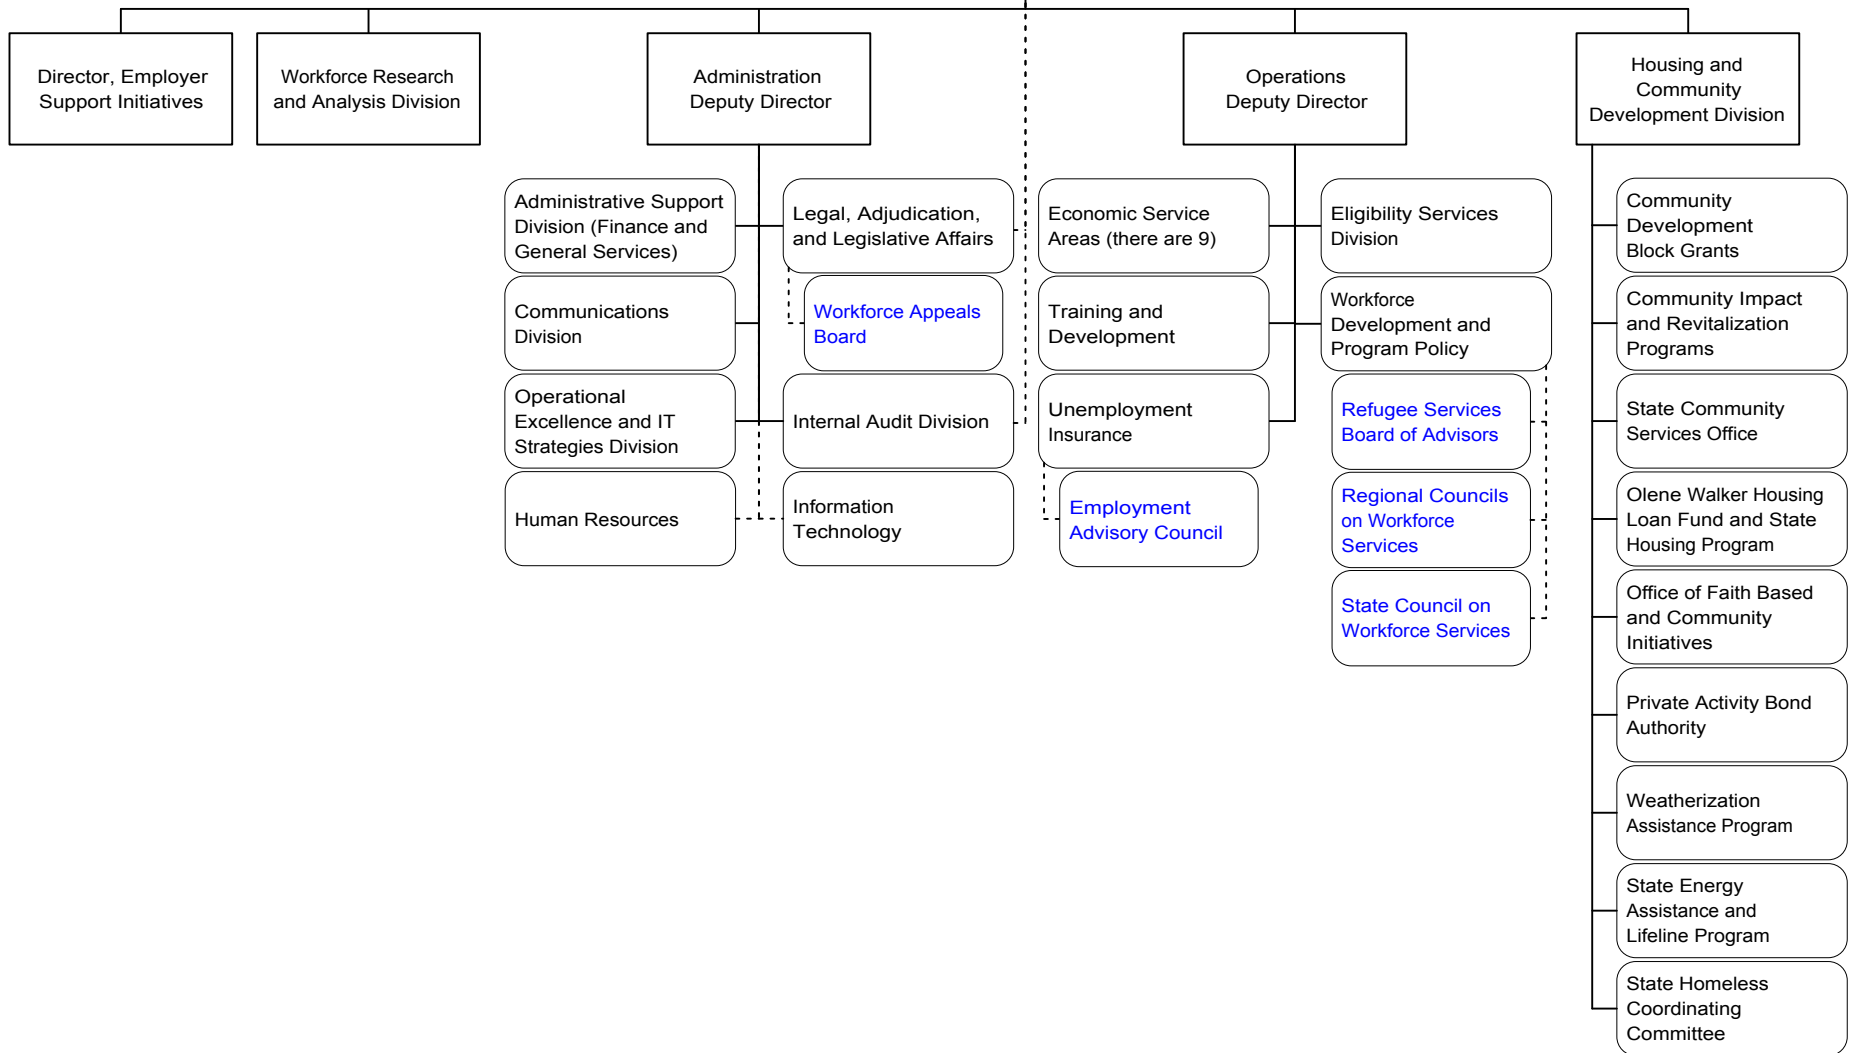 Director, Employer
Support Initiatives
Workforce Research
and Analysis Division
Administration
Deputy Director
Operations
Deputy Director
Housing and
Community
Development Division
Administrative Support
Division (Finance and
General Services)
Legal, Adjudication,
and Legislative Affairs
Communications
Division
Workforce Appeals
Board
Operational
Excellence and IT
Strategies Division
Internal Audit Division
Human Resources
Information
Technology
Economic Service
Areas (there are 9)
Eligibility Services
Division
Training and
Development
Workforce
Development and
Program Policy
Unemployment
Insurance
Refugee Services
Board of Advisors
Employment
Advisory Council
Regional Councils
on Workforce
Services
State Council on
Workforce Services
Community
Development
Block Grants
Community Impact
and Revitalization
Programs
State Community
Services Office
Olene Walker Housing
Loan Fund and State
Housing Program
Office of Faith Based
and Community
Initiatives
Private Activity Bond
Authority
Weatherization
Assistance Program
State Energy
Assistance and
Lifeline Program
State Homeless
Coordinating
Committee